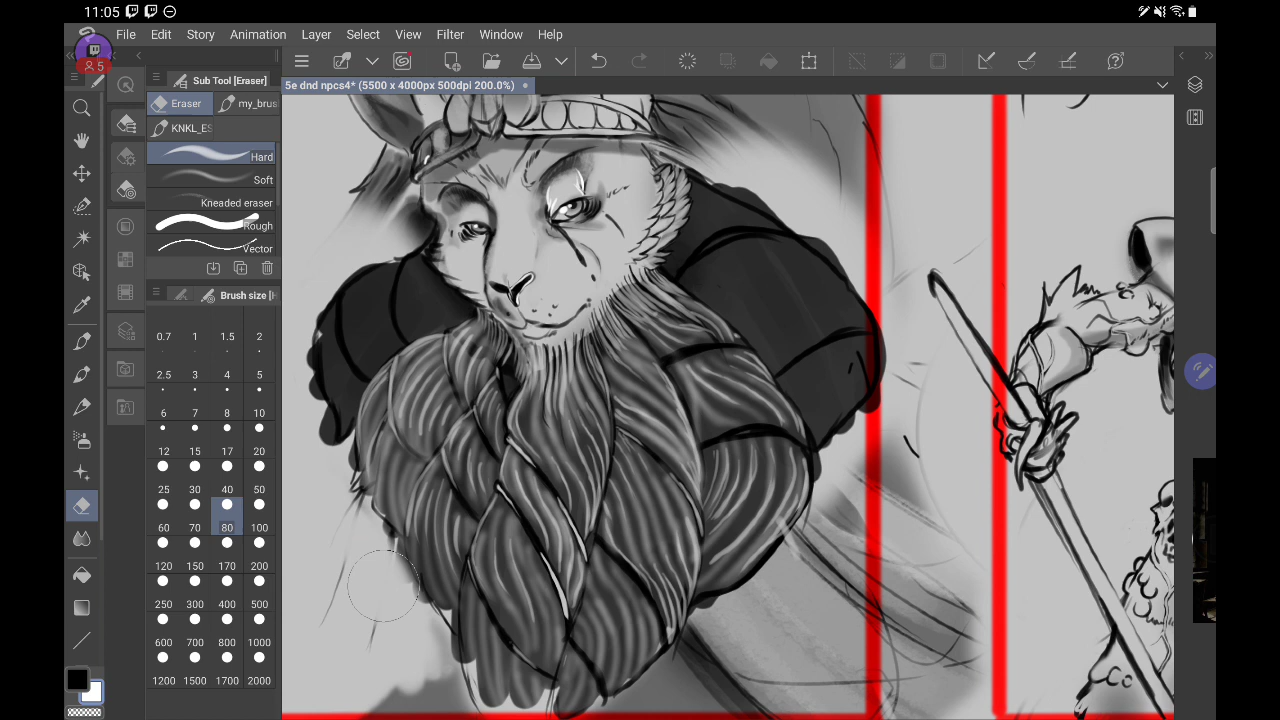 11:05
5
File Edit Story Animation Layer Select View Filter Window Help
Sub Tool [Eraser]
5e dnd npcs4* (5500 x 4000px 500dpi 200.0%)
Eraser my_brus
KNKL_ES
Hard
Soft
Kneaded eraser
Rough
Vector
Brush size [H
0.7 1 1.5 2
2.5 3 4 5
6 7 8 10
12 15 17 20
25 30 40 50
60 70 80 100
120 150 170 200
250 300 400 500
600 700 800 1000
1200 1500 1700 2000